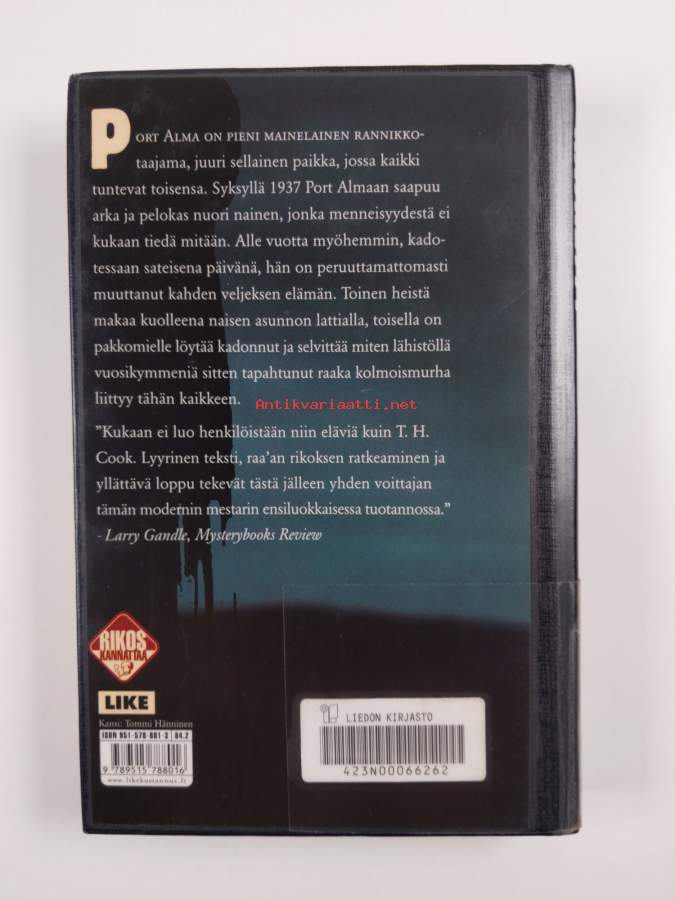 PORT ALMA ON PIENI MAINELAINEN RANNIKKO-
taajama, juuri sellainen paikka, jossa kaikki
tuntevat toisensa. Syksyllä 1937 Port Almaan saapuu
arka ja pelokas nuori nainen, jonka menneisyydestä ei
kukaan tiedä mitään. Alle vuotta myöhemmin, kado-
tessaan sateisena päivänä, hän on peruuttamattomasti
muuttanut kahden veljeksen elämän. Toinen heistä
makaa kuolleena naisen asunnon lattialla, toisella on
pakkomielle löytää kadonnut ja selvittää miten lähistöllä
vuosikymmeniä sitten tapahtunut raaka kolmoismurha
liittyy tähän kaikkeen.
Antikvariaatti.net
"Kukaan ei luo henkilöistään niin eläviä kuin T. H.
Cook. Lyyrinen teksti, raa'an rikoksen ratkeaminen ja
yllättävä loppu tekevät tästä jälleen yhden voittajan
tämän modernin mestarin ensiluokkaisessa tuotannossa."
- Larry Gandle, Mysterybooks Review
RIKOS
KANNATTAA
LIKE
Kansi: Tommi Hänninen
ISBN 951-578-801-3 84.2
9 789515 788016
www.likekustannus.fi
LIEDON KIRJASTO
423N00066262